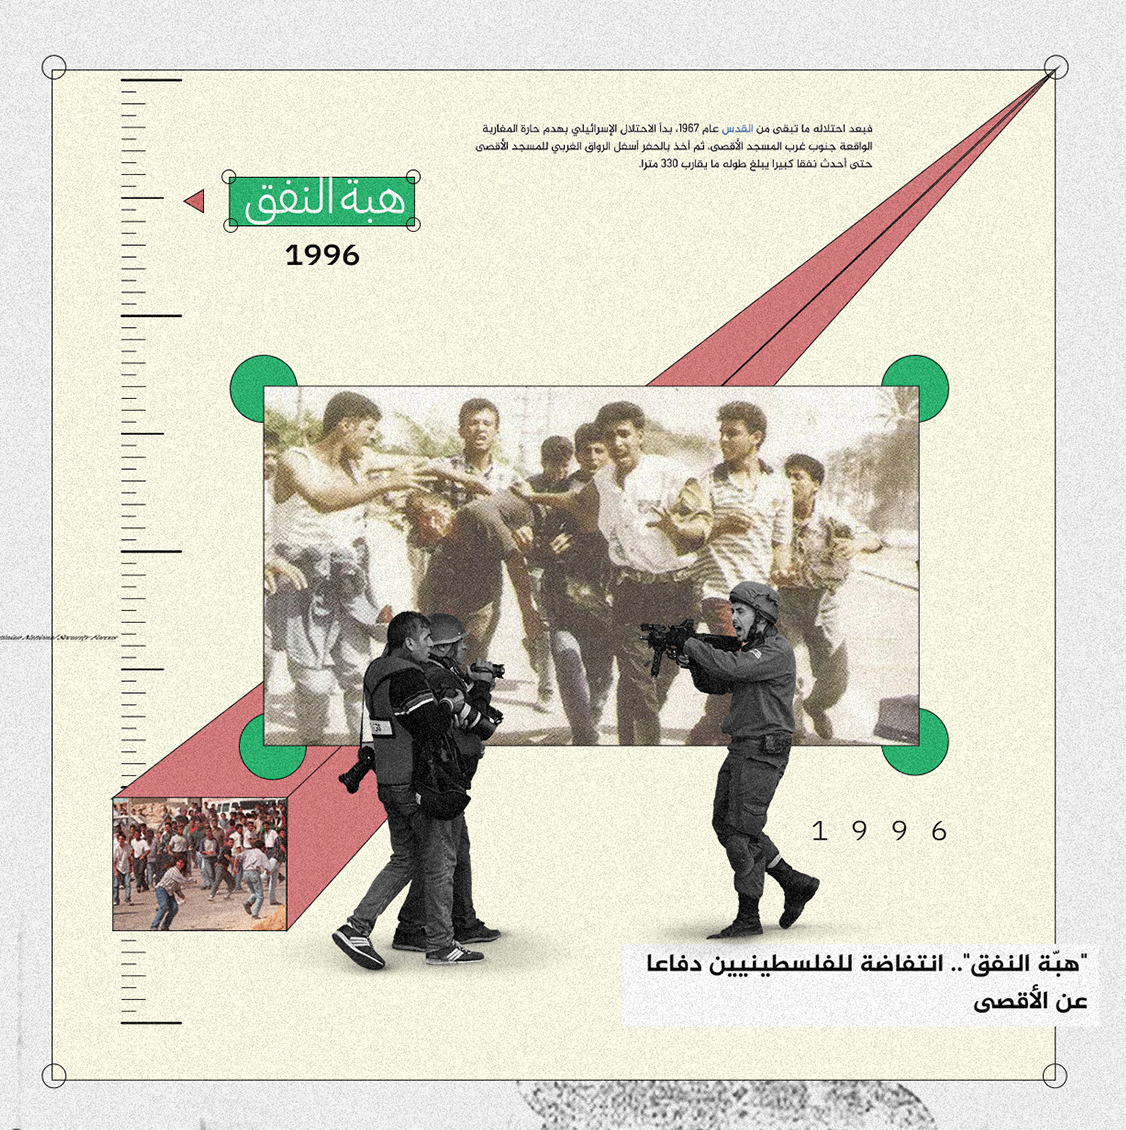 فبعد احتلاله ما تبقى من القدس عام 1967، بدأ الاحتلال الإسرائيلي بهدم حارة المغاربة
الواقعة جنوب غرب المسجد الأقصى، ثم أخذ بالحفر أسفل الرواق الغربي للمسجد الأقصى
حتى أحدث نفقا كبيرا يبلغ طوله ما يقارب 330 مترا.
هبة النفق
1996
1 9 9 6
"هبّة النفق".. انتفاضة للفلسطينيين دفاعا
عن الأقصى